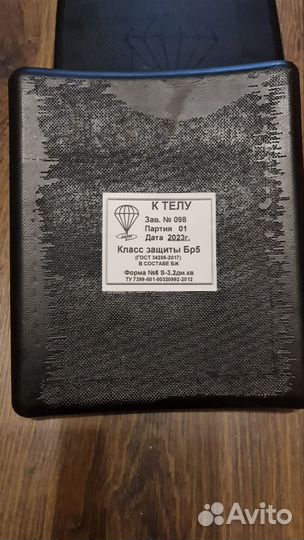 К ТЕЛУ
Зав. № 098
Партия 01
Дата 2023г.
Класс защиты Бр5
(ГОСТ 34286-2017)
В СОСТАВЕ БЖ
Форма №8 S-3,2дм.кв
ТУ 7399-001-00320992-2012
Avito